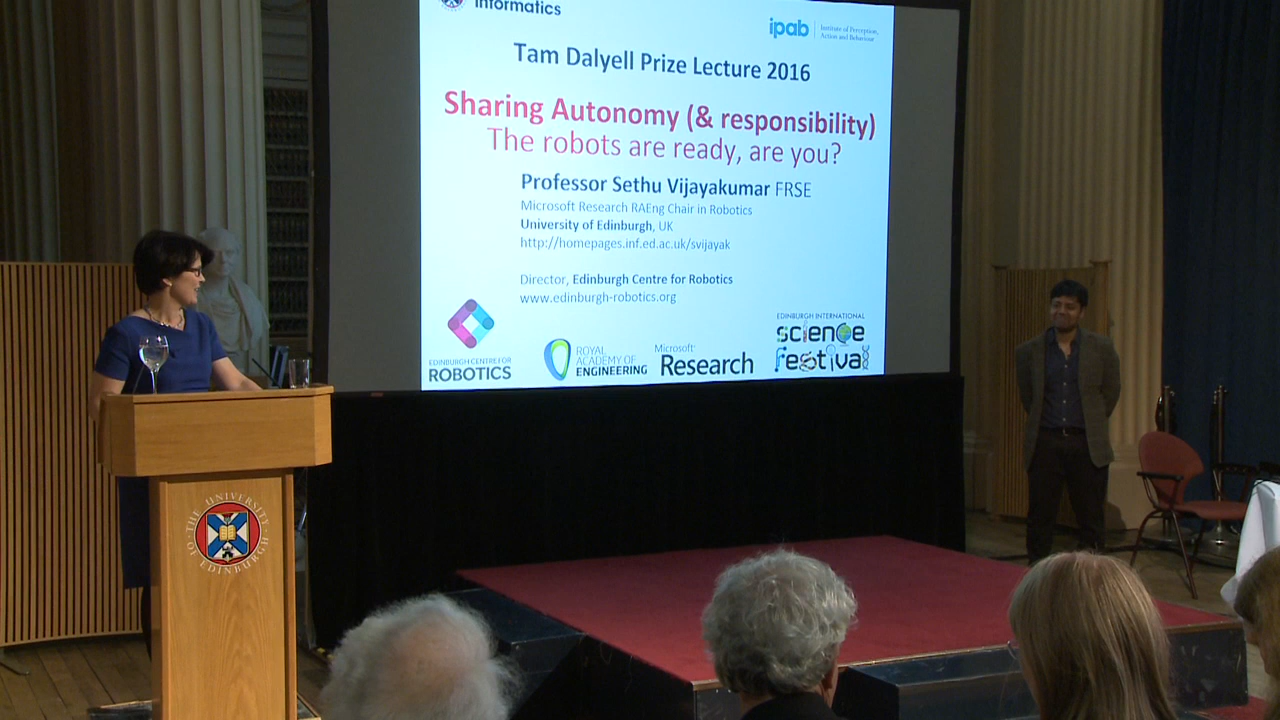 informatics
ipab
Institute of Perception,
Action and Behaviour
Tam Dalyell Prize Lecture 2016
Sharing Autonomy (& responsibility)
The robots are ready, are you?
Professor Sethu Vijayakumar FRSE
Microsoft Research RAEng Chair in Robotics
University of Edinburgh, UK
http://homepages.inf.ed.ac.uk/svijayak
Director, Edinburgh Centre for Robotics
www.edinburgh-robotics.org
EDINBURGH CENTRE FOR
ROBOTICS
ROYAL
ACADEMY OF
ENGINEERING
Microsoft
Research
EDINBURGH INTERNATIONAL
science
festival
THE UNIVERSITY
OF EDINBURGH